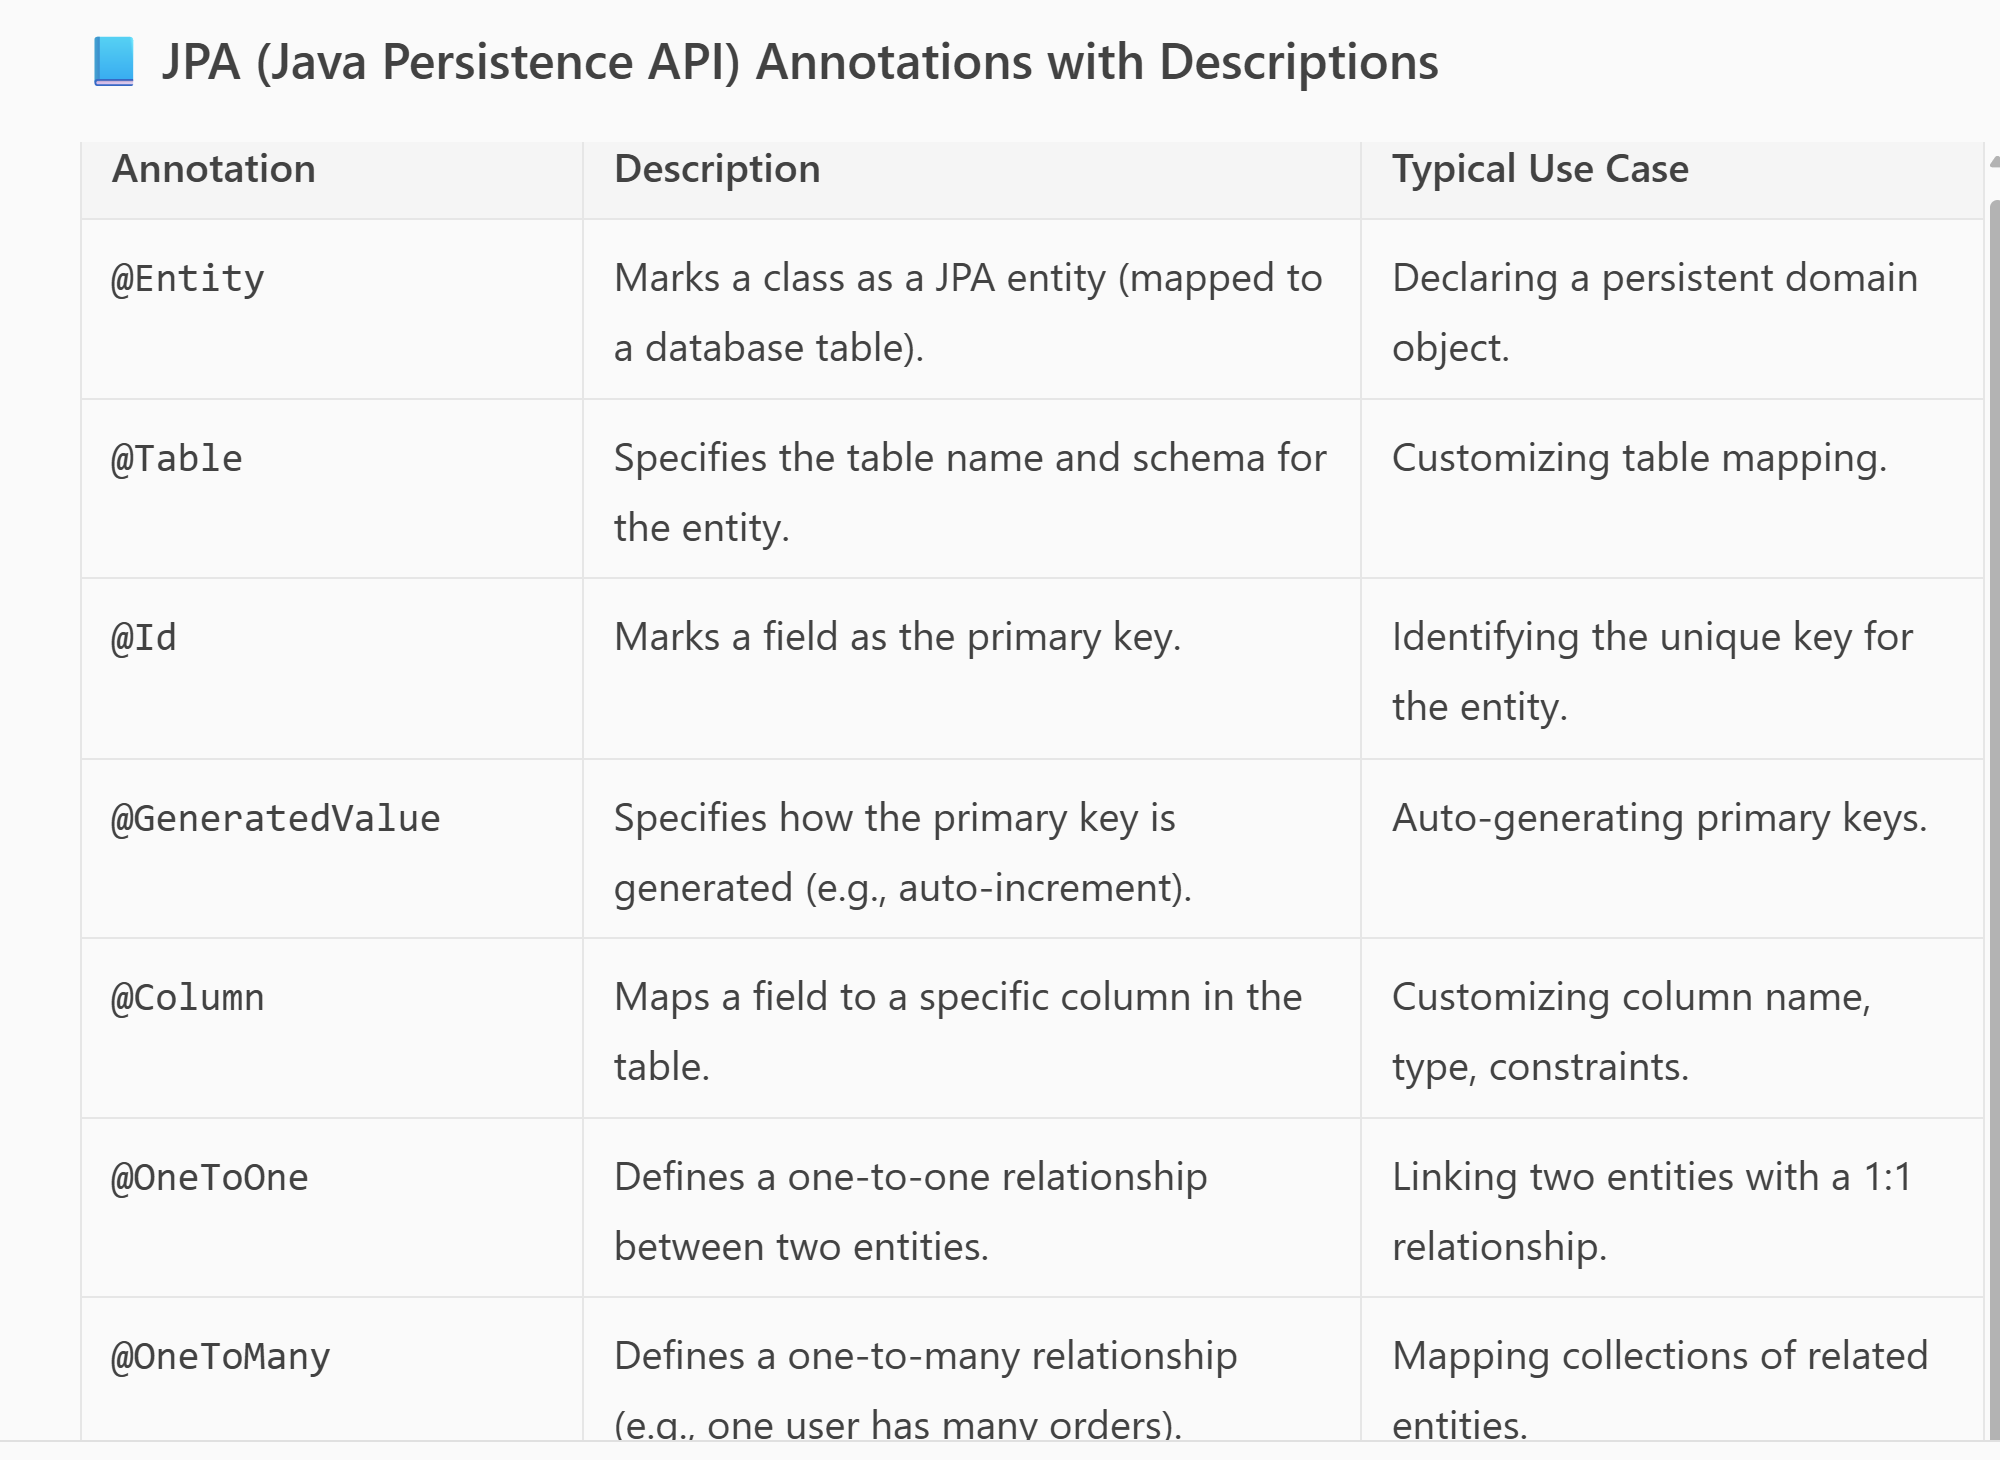 📘 JPA (Java Persistence API) Annotations with Descriptions
Annotation Description Typical Use Case
@Entity Marks a class as a JPA entity (mapped to Declaring a persistent domain
a database table). object.
@Table Specifies the table name and schema for Customizing table mapping.
the entity.
@Id Marks a field as the primary key. Identifying the unique key for
the entity.
@GeneratedValue Specifies how the primary key is Auto-generating primary keys.
generated (e.g., auto-increment).
@Column Maps a field to a specific column in the Customizing column name,
table. type, constraints.
@OneToOne Defines a one-to-one relationship Linking two entities with a 1:1
between two entities. relationship.
@OneToMany Defines a one-to-many relationship Mapping collections of related
(e.g., one user has many orders). entities.